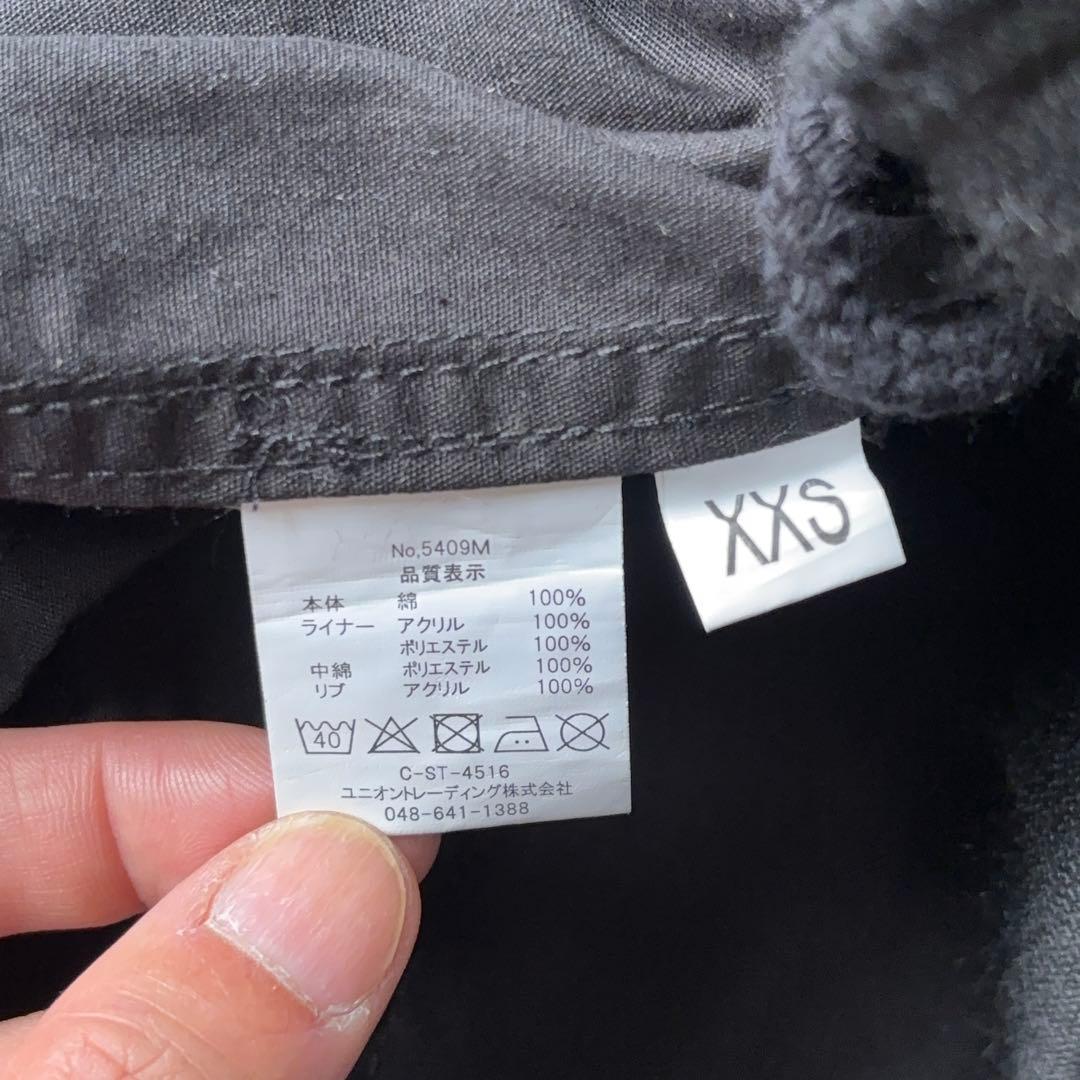 No,5409M
品質表示
本体 綿 100%
ライナー アクリル 100%
ポリエステル 100%
中綿 ポリエステル 100%
リブ アクリル 100%
40
C-ST-4516
ユニオントレーディング株式会社
048-641-1388
XXS